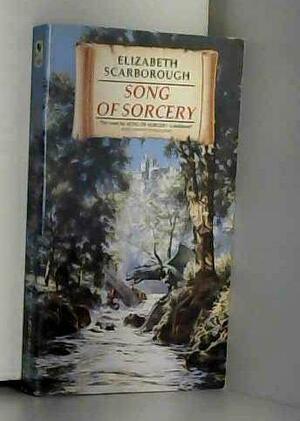 ELIZABETH
SCARBOROUGH
SONG
OF SORCERY